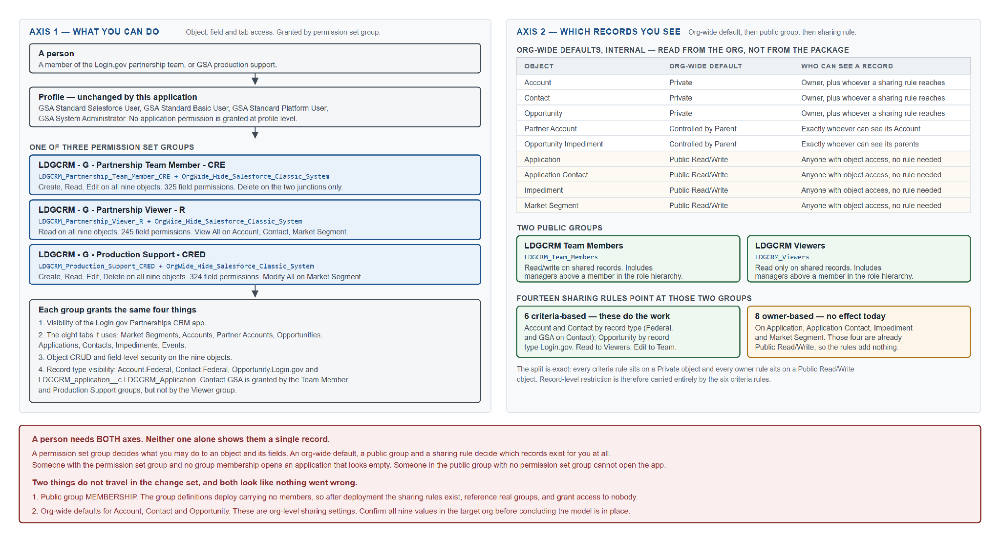 AXIS 1 — WHAT YOU CAN DO
Object, field and tab access. Granted by permission set group.
A person
A member of the Login.gov partnership team, or GSA production support.
Profile — unchanged by this application
GSA Standard Salesforce User, GSA Standard Basic User, GSA Standard Platform User,
GSA System Administrator. No application permission is granted at profile level.
ONE OF THREE PERMISSION SET GROUPS
LDGCRM - G - Partnership Team Member - CRE
LDGCRM_Partnership_Team_Member_CRE + OrgWide_Hide_Salesforce_Classic_System
Create, Read, Edit on all nine objects. 325 field permissions. Delete on the two junctions only.
LDGCRM - G - Partnership Viewer - R
LDGCRM_Partnership_Viewer_R + OrgWide_Hide_Salesforce_Classic_System
Read on all nine objects. 245 field permissions. View All on Account, Contact, Market Segment.
LDGCRM - G - Production Support - CRED
LDGCRM_Production_Support_CRED + OrgWide_Hide_Salesforce_Classic_System
Create, Read, Edit, Delete on all nine objects. 324 field permissions. Modify All on Market Segment.
Each group grants the same four things
1. Visibility of the Login.gov Partnerships CRM app.
2. The eight tabs it uses: Market Segments, Accounts, Partner Accounts, Opportunities,
Applications, Contacts, Impediments, Events.
3. Object CRUD and field-level security on the nine objects.
4. Record type visibility: Account.Federal, Contact.Federal, Opportunity.Login.gov and
LDGCRM_application__c.LDGCRM_Application. Contact.GSA is granted by the Team Member
and Production Support groups, but not by the Viewer group.
AXIS 2 — WHICH RECORDS YOU SEE
Org-wide default, then public group, then sharing rule.
ORG-WIDE DEFAULTS, INTERNAL — READ FROM THE ORG, NOT FROM THE PACKAGE
OBJECT ORG-WIDE DEFAULT WHO CAN SEE A RECORD
Account Private Owner, plus whoever a sharing rule reaches
Contact Private Owner, plus whoever a sharing rule reaches
Opportunity Private Owner, plus whoever a sharing rule reaches
Partner Account Controlled by Parent Exactly whoever can see its Account
Opportunity Impediment Controlled by Parent Exactly whoever can see its parents
Application Public Read/Write Anyone with object access, no rule needed
Application Contact Public Read/Write Anyone with object access, no rule needed
Impediment Public Read/Write Anyone with object access, no rule needed
Market Segment Public Read/Write Anyone with object access, no rule needed
TWO PUBLIC GROUPS
LDGCRM Team Members
LDGCRM_Team_Members
Read/write on shared records. Includes
managers above a member in the role hierarchy.
LDGCRM Viewers
LDGCRM_Viewers
Read only on shared records. Includes
managers above a member in the role hierarchy.
FOURTEEN SHARING RULES POINT AT THOSE TWO GROUPS
6 criteria-based — these do the work
Account and Contact by record type (Federal,
and GSA on Contact); Opportunity by record
type Login.gov. Read to Viewers, Edit to Team.
8 owner-based — no effect today
On Application, Application Contact, Impediment
and Market Segment. Those four are already
Public Read/Write, so the rules add nothing.
The split is exact: every criteria rule sits on a Private object and every owner rule sits on a Public Read/Write
object. Record-level restriction is therefore carried entirely by the six criteria rules.
A person needs BOTH axes. Neither one alone shows them a single record.
A permission set group decides what you may do to an object and its fields. An org-wide default, a public group and a sharing rule decide which records exist for you at all.
Someone with the permission set group and no group membership opens an application that looks empty. Someone in the public group with no permission set group cannot open the app.
Two things do not travel in the change set, and both look like nothing went wrong.
1. Public group MEMBERSHIP. The group definitions deploy carrying no members, so after deployment the sharing rules exist, reference real groups, and grant access to nobody.
2. Org-wide defaults for Account, Contact and Opportunity. These are org-level sharing settings. Confirm all nine values in the target org before concluding the model is in place.